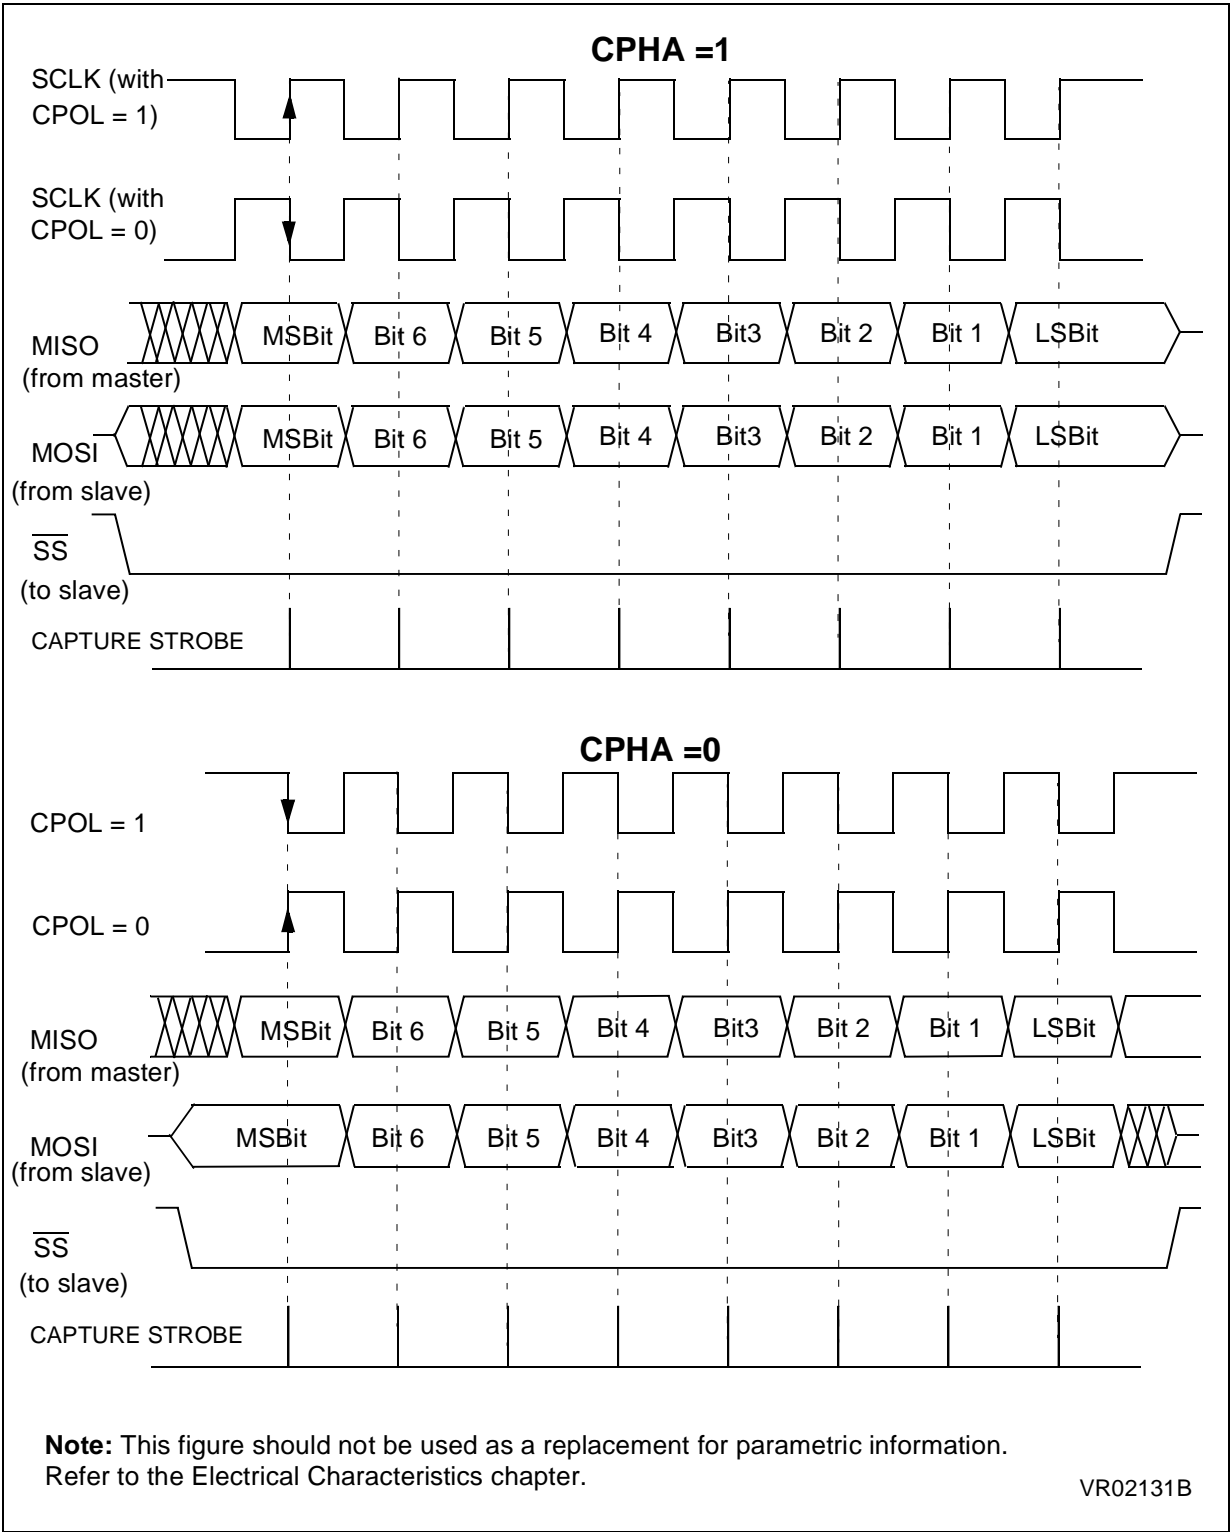 CPHA =1
SCLK (with
CPOL = 1)
SCLK (with
CPOL = 0)
MISO
(from master)
MSBit Bit 6 Bit 5 Bit 4 Bit3 Bit 2 Bit 1 LSBit
MOSI
(from slave)
MSBit Bit 6 Bit 5 Bit 4 Bit3 Bit 2 Bit 1 LSBit
SS
(to slave)
CAPTURE STROBE
CPHA =0
CPOL = 1
CPOL = 0
MISO
(from master)
MSBit Bit 6 Bit 5 Bit 4 Bit3 Bit 2 Bit 1 LSBit
MOSI
(from slave)
MSBit Bit 6 Bit 5 Bit 4 Bit3 Bit 2 Bit 1 LSBit
SS
(to slave)
CAPTURE STROBE
Note: This figure should not be used as a replacement for parametric information.
Refer to the Electrical Characteristics chapter.
VR02131B